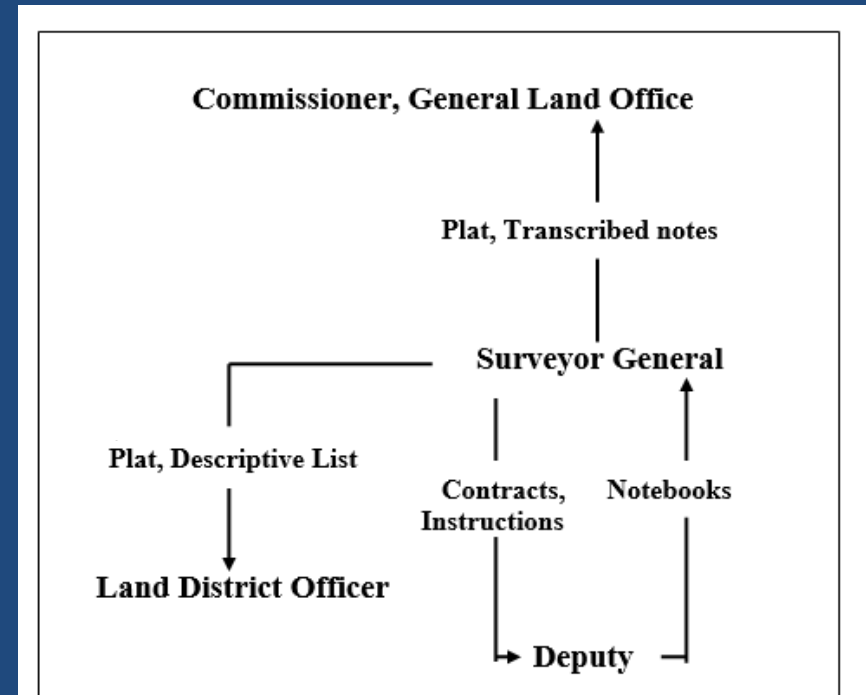 Commissioner, General Land Office
Plat, Transcribed notes
Surveyor General
Plat, Descriptive List
Contracts,
Instructions
Notebooks
Land District Officer
Deputy